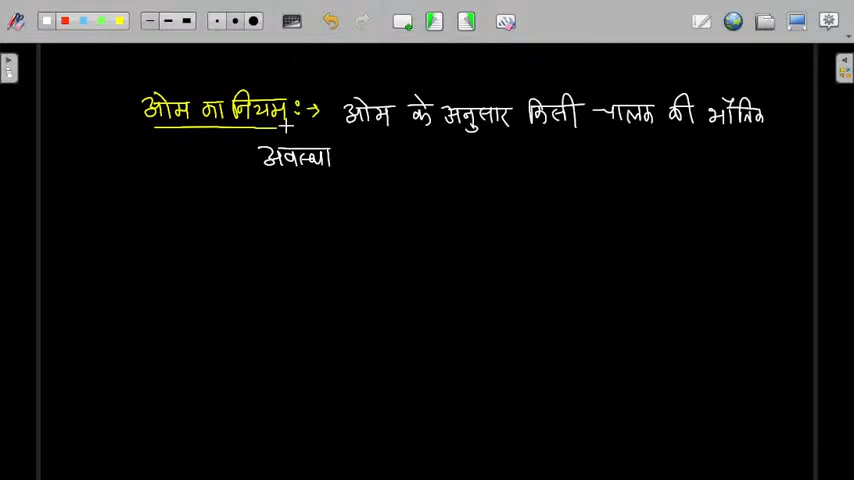 ओम का नियम :→ ओम के अनुसार किसी चालक की भौतिक
अवस्था